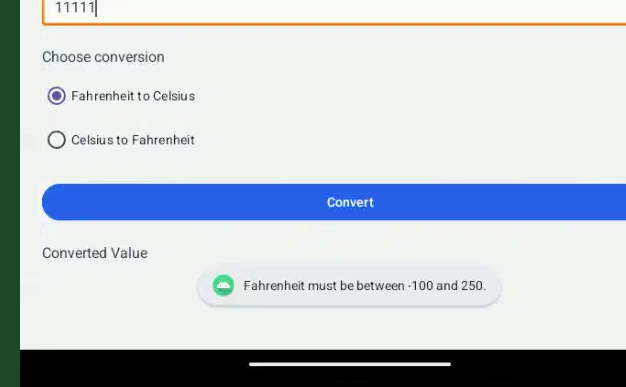 11111
Choose conversion
Fahrenheit to Celsius
Celsius to Fahrenheit
Convert
Converted Value
Fahrenheit must be between -100 and 250.